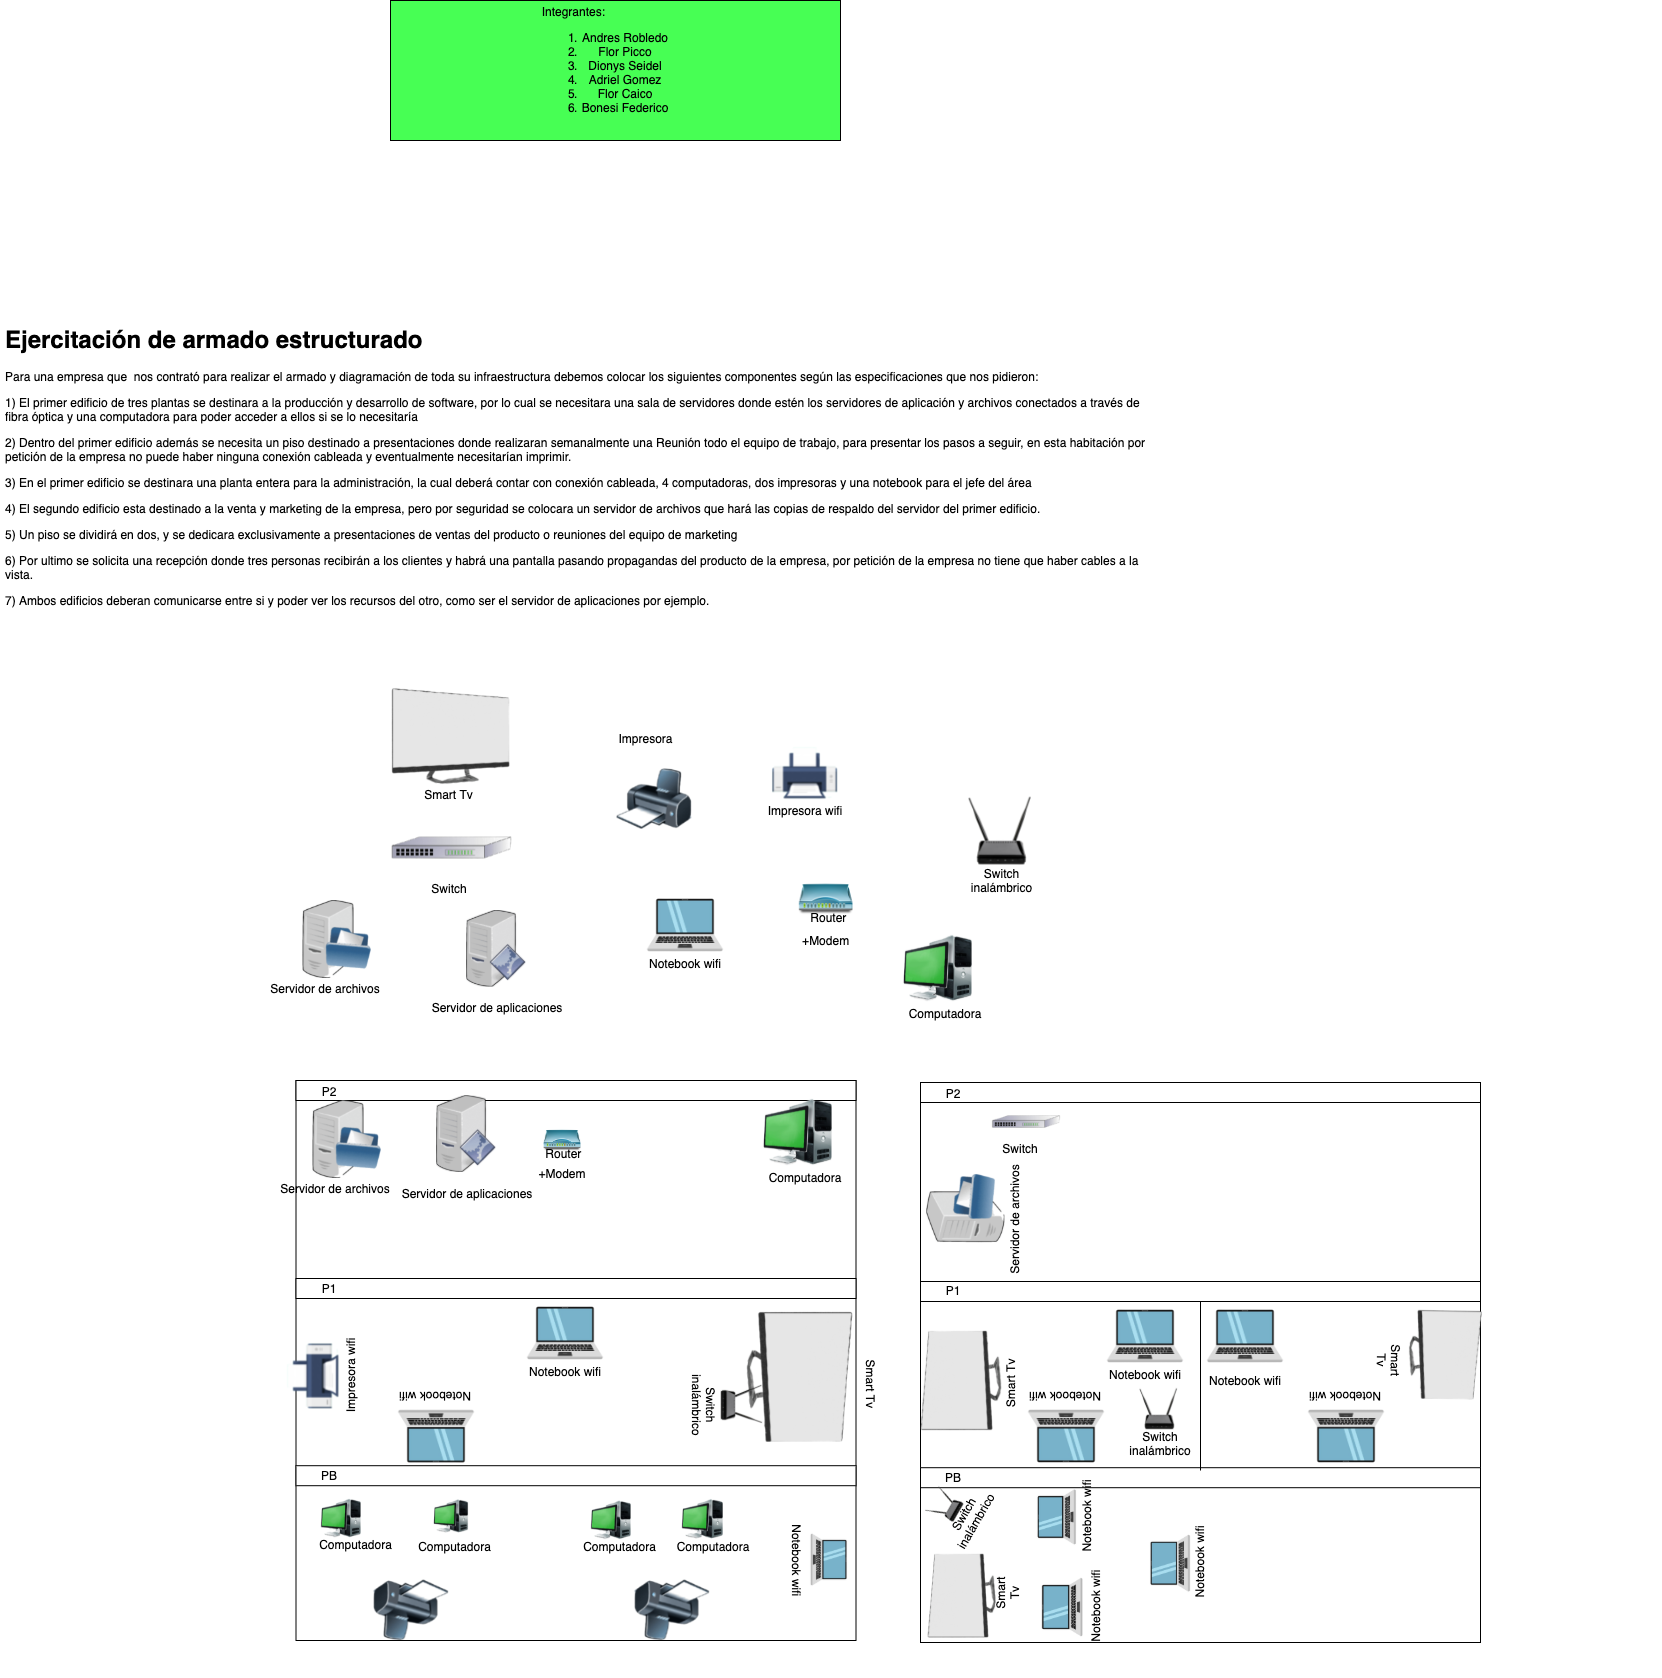 Integrantes:
1. Andres Robledo
2. Flor Picco
3. Dionys Seidel
4. Adriel Gomez
5. Flor Caico
6. Bonesi Federico
Ejercitación de armado estructurado
Para una empresa que  nos contrató para realizar el armado y diagramación de toda su infraestructura debemos colocar los siguientes componentes según las especificaciones que nos pidieron:
1) El primer edificio de tres plantas se destinara a la producción y desarrollo de software, por lo cual se necesitara una sala de servidores donde estén los servidores de aplicación y archivos conectados a través de
fibra óptica y una computadora para poder acceder a ellos si se lo necesitaría
2) Dentro del primer edificio además se necesita un piso destinado a presentaciones donde realizaran semanalmente una Reunión todo el equipo de trabajo, para presentar los pasos a seguir, en esta habitación por
petición de la empresa no puede haber ninguna conexión cableada y eventualmente necesitarían imprimir.
3) En el primer edificio se destinara una planta entera para la administración, la cual deberá contar con conexión cableada, 4 computadoras, dos impresoras y una notebook para el jefe del área
4) El segundo edificio esta destinado a la venta y marketing de la empresa, pero por seguridad se colocara un servidor de archivos que hará las copias de respaldo del servidor del primer edificio.
5) Un piso se dividirá en dos, y se dedicara exclusivamente a presentaciones de ventas del producto o reuniones del equipo de marketing
6) Por ultimo se solicita una recepción donde tres personas recibirán a los clientes y habrá una pantalla pasando propagandas del producto de la empresa, por petición de la empresa no tiene que haber cables a la
vista.
7) Ambos edificios deberan comunicarse entre si y poder ver los recursos del otro, como ser el servidor de aplicaciones por ejemplo.
Smart Tv
Impresora
Impresora wifi
Switch
Switch
inalámbrico
Servidor de archivos
Servidor de aplicaciones
Notebook wifi
Router
+Modem
Computadora
P2
Servidor de archivos
Servidor de aplicaciones
Router
+Modem
Computadora
P1
Impresora wifi
Notebook wifi
Notebook wifi
Switch
inalámbrico
Smart Tv
PB
Computadora
Computadora
Computadora
Computadora
Notebook wifi
P2
Switch
Servidor de archivos
P1
Smart Tv
Notebook wifi
Notebook wifi
Switch
inalámbrico
Notebook wifi
Notebook wifi
Smart
Tv
PB
Switch
inalámbrico
Notebook wifi
Smart
Tv
Notebook wifi
Notebook wifi